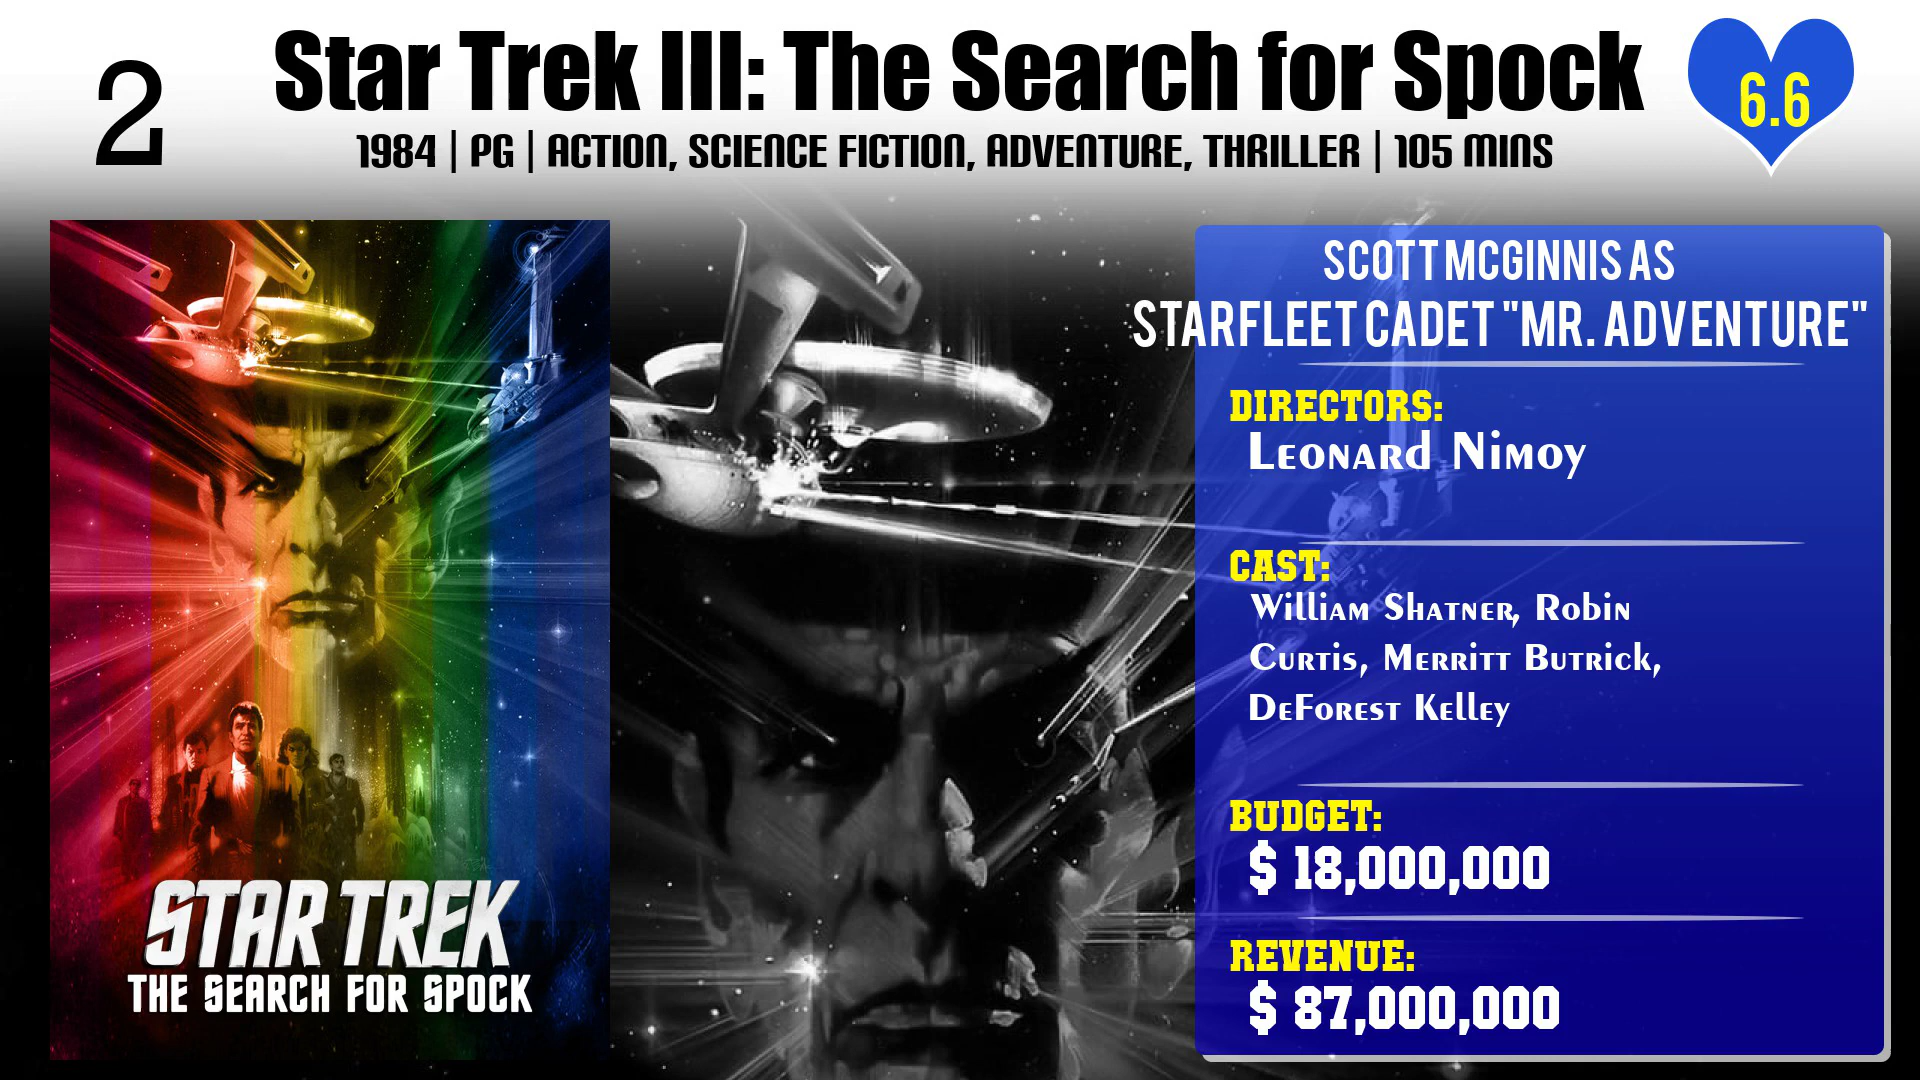 2
Star Trek III: The Search for Spock
6.6
1984 | PG | ACTION, SCIENCE FICTION, ADVENTURE, THRILLER | 105 MINS
STAR TREK
THE SEARCH FOR SPOCK
SCOTT MCGINNIS AS
STARFLEET CADET "MR. ADVENTURE"
DIRECTORS:
Leonard Nimoy
CAST:
William Shatner, Robin
Curtis, Merritt Butrick,
DeForest Kelley
BUDGET:
$ 18,000,000
REVENUE:
$ 87,000,000